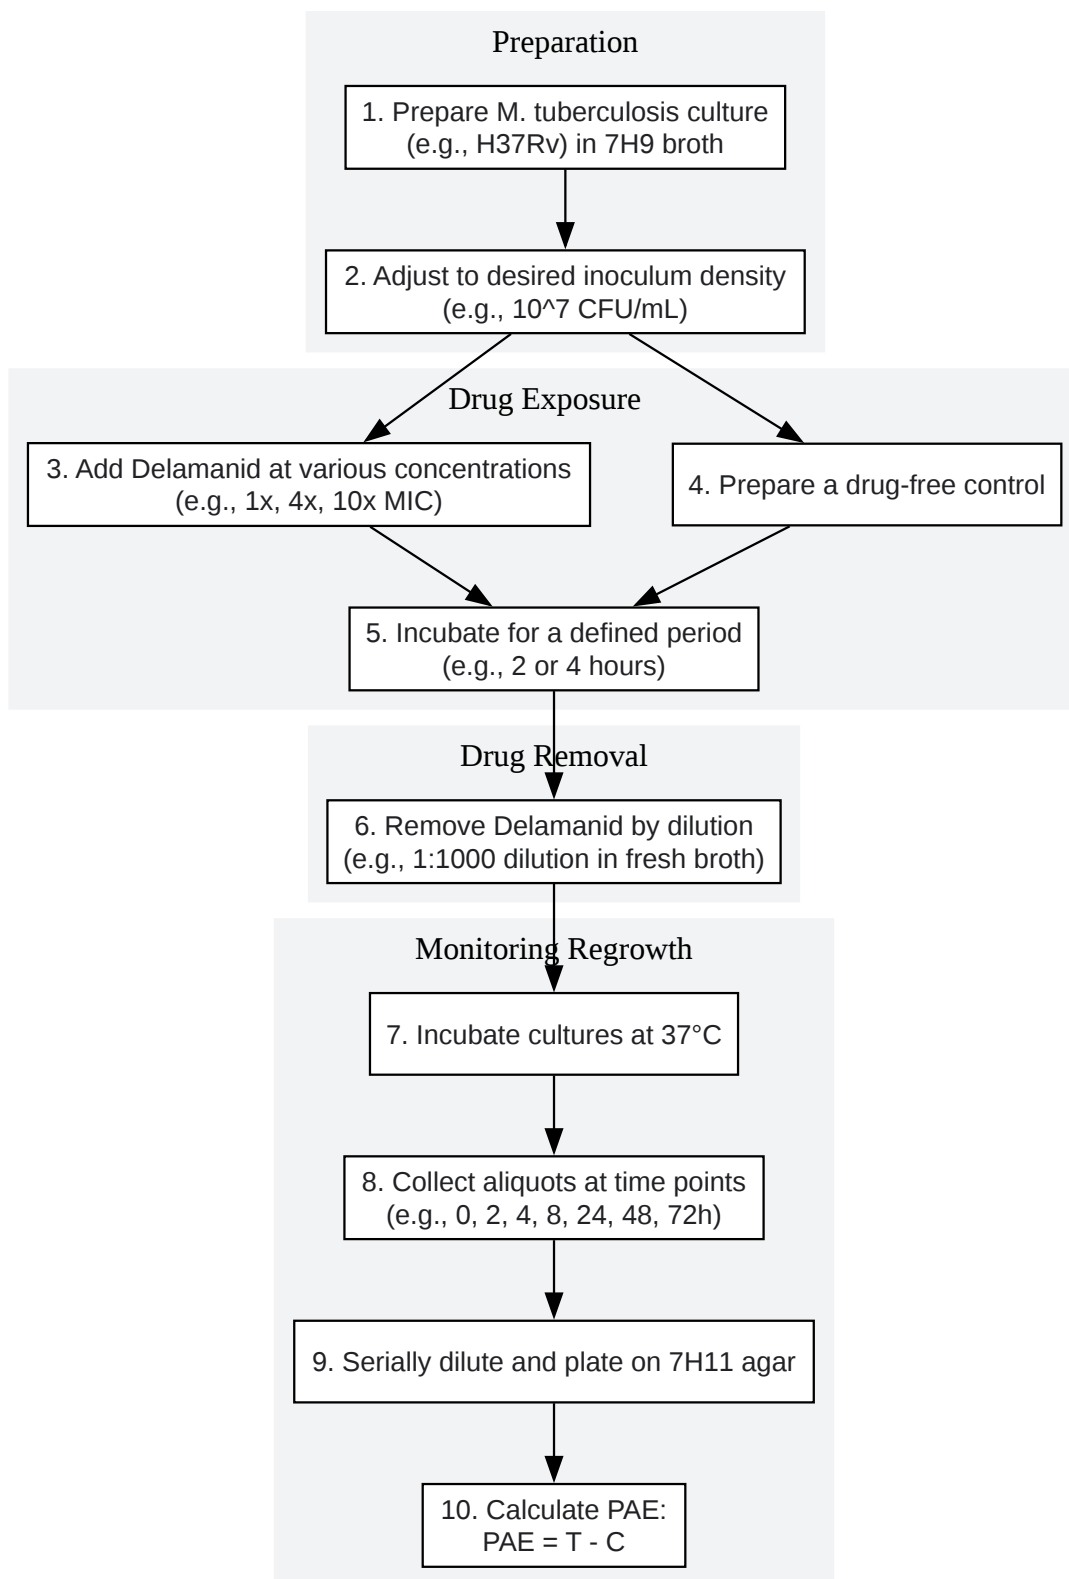 Preparation
1. Prepare M. tuberculosis culture
(e.g., H37Rv) in 7H9 broth
2. Adjust to desired inoculum density
(e.g., 10^7 CFU/mL)
Drug Exposure
3. Add Delamanid at various concentrations
(e.g., 1x, 4x, 10x MIC)
4. Prepare a drug-free control
5. Incubate for a defined period
(e.g., 2 or 4 hours)
Drug Removal
6. Remove Delamanid by dilution
(e.g., 1:1000 dilution in fresh broth)
Monitoring Regrowth
7. Incubate cultures at 37°C
8. Collect aliquots at time points
(e.g., 0, 2, 4, 8, 24, 48, 72h)
9. Serially dilute and plate on 7H11 agar
10. Calculate PAE:
PAE = T - C